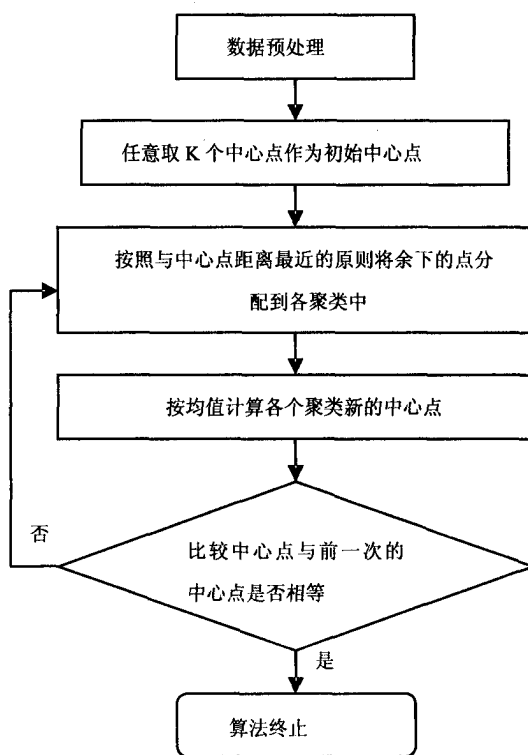 数据预处理
任意取 K 个中心点作为初始中心点
按照与中心点距离最近的原则将余下的点分
配到各聚类中
按均值计算各个聚类新的中心点
否
比较中心点与前一次的
中心点是否相等
是
算法终止